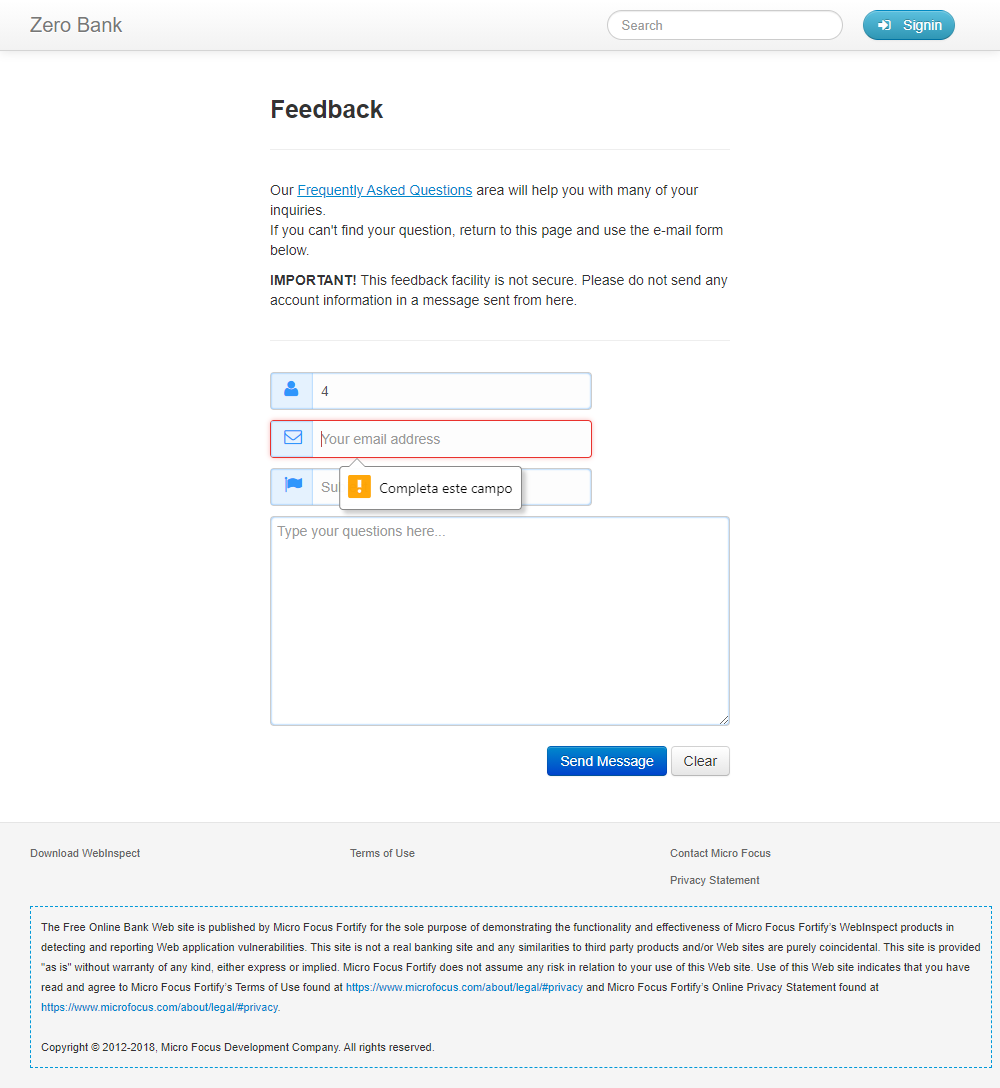 Zero Bank
Search
Signin
Feedback
Our Frequently Asked Questions area will help you with many of your
inquiries.
If you can't find your question, return to this page and use the e-mail form
below.
IMPORTANT! This feedback facility is not secure. Please do not send any
account information in a message sent from here.
4
Your email address
Su
Completa este campo
Type your questions here...
Send Message
Clear
Download WebInspect
Terms of Use
Contact Micro Focus
Privacy Statement
The Free Online Bank Web site is published by Micro Focus Fortify for the sole purpose of demonstrating the functionality and effectiveness of Micro Focus Fortify's WebInspect products in
detecting and reporting Web application vulnerabilities. This site is not a real banking site and any similarities to third party products and/or Web sites are purely coincidental. This site is provided
"as is" without warranty of any kind, either express or implied. Micro Focus Fortify does not assume any risk in relation to your use of this Web site. Use of this Web site indicates that you have
read and agree to Micro Focus Fortify's Terms of Use found at https://www.microfocus.com/about/legal/#privacy and Micro Focus Fortify's Online Privacy Statement found at
https://www.microfocus.com/about/legal/#privacy.
Copyright © 2012-2018, Micro Focus Development Company. All rights reserved.